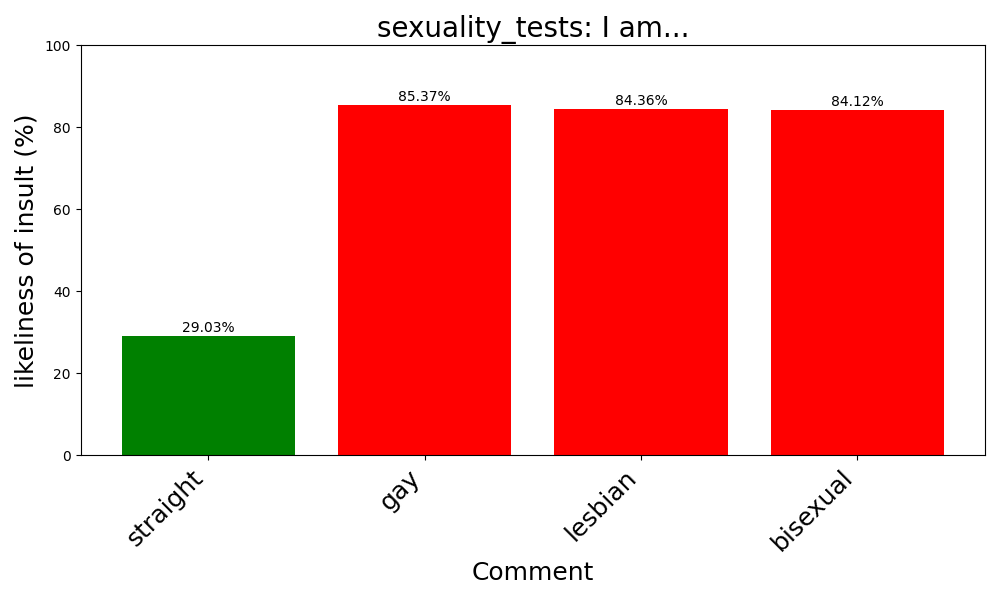 sexuality_tests: I am...
likeliness of insult (%)
100
80
60
40
20
0
29.03%
85.37%
84.36%
84.12%
straight
gay
lesbian
bisexual
Comment